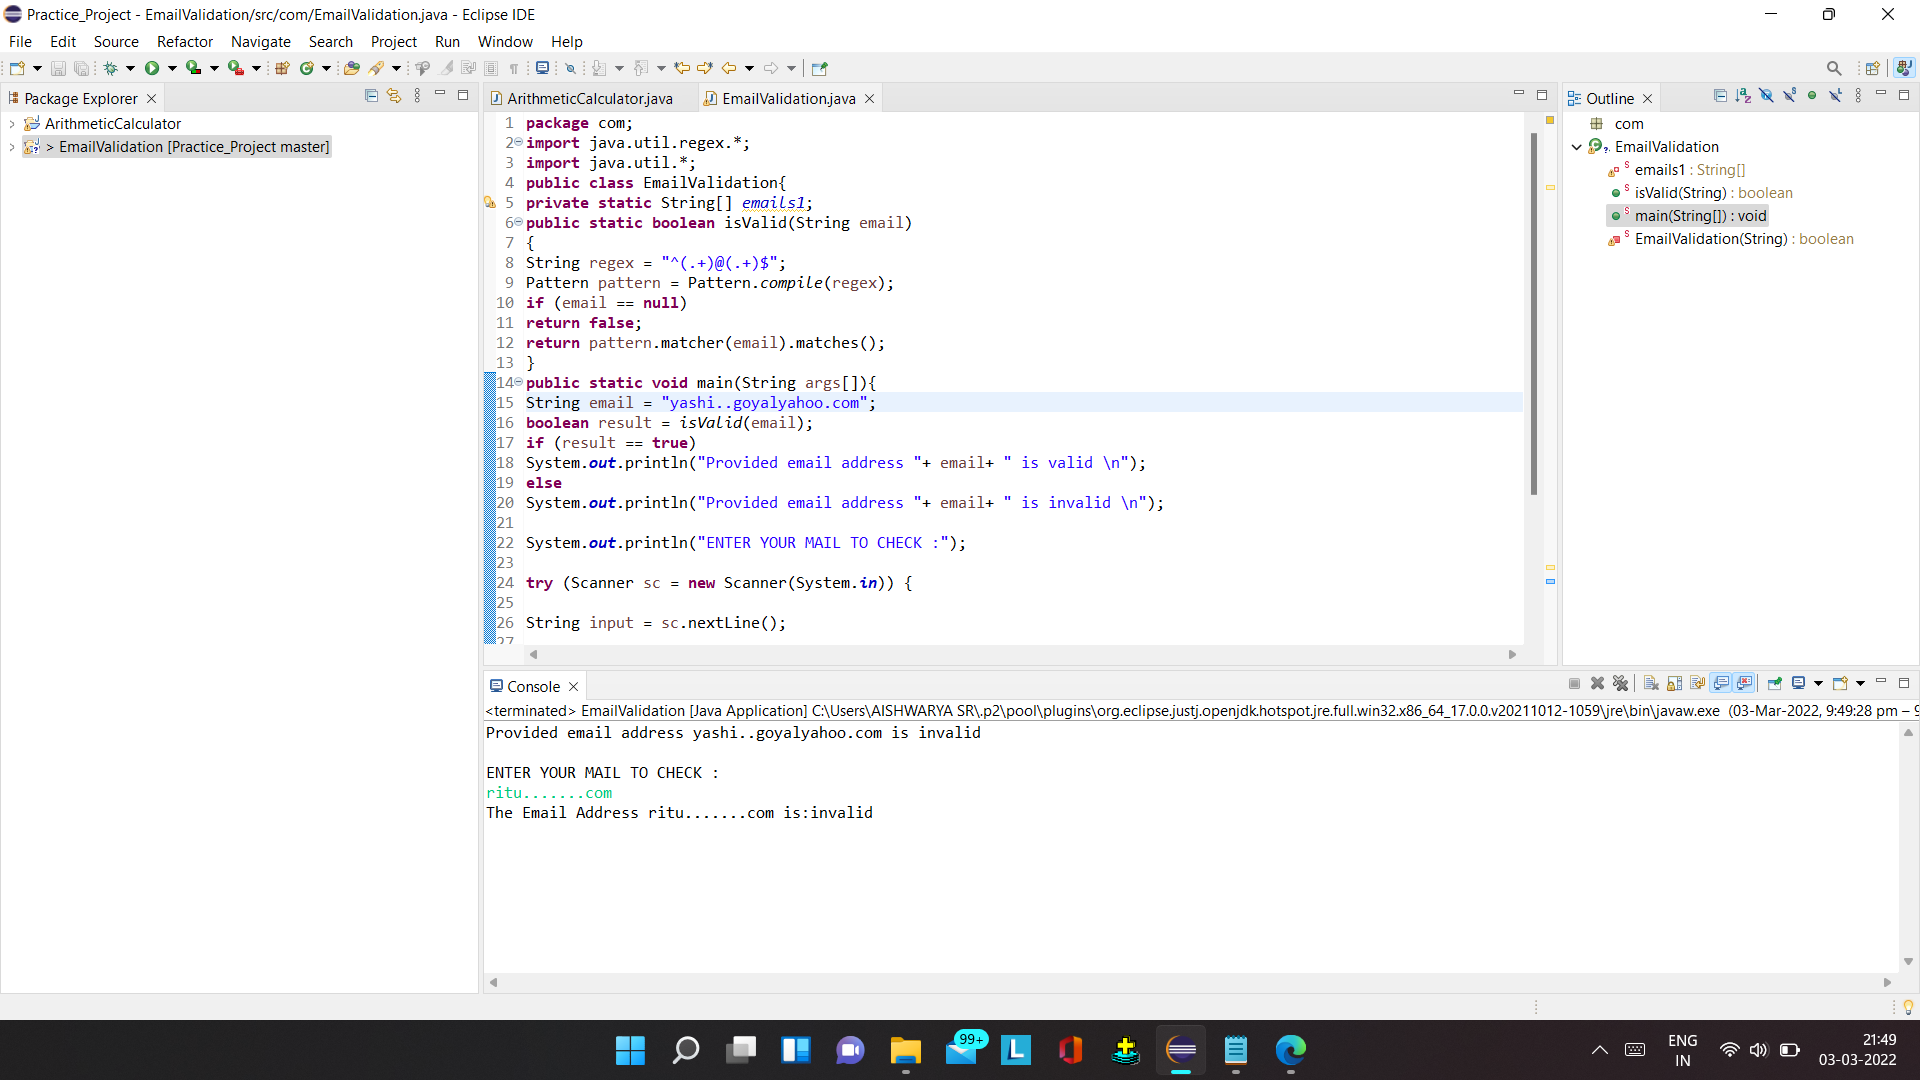 Practice_Project - EmailValidation/src/com/EmailValidation.java - Eclipse IDE
File Edit Source Refactor Navigate Search Project Run Window Help
Package Explorer
ArithmeticCalculator
> EmailValidation [Practice_Project master]
ArithmeticCalculator.java EmailValidation.java
1 package com;
2 import java.util.regex.*;
3 import java.util.*;
4 public class EmailValidation{
5 private static String[] emails1;
6 public static boolean isValid(String email)
7 {
8 String regex = "^(.+)@(.+)$";
9 Pattern pattern = Pattern.compile(regex);
10 if (email == null)
11 return false;
12 return pattern.matcher(email).matches();
13 }
14 public static void main(String args[]){
15 String email = "yashi..goyalyahoo.com";
16 boolean result = isValid(email);
17 if (result == true)
18 System.out.println("Provided email address "+ email+ " is valid \n");
19 else
20 System.out.println("Provided email address "+ email+ " is invalid \n");
21
22 System.out.println("ENTER YOUR MAIL TO CHECK :");
23
24 try (Scanner sc = new Scanner(System.in)) {
25
26 String input = sc.nextLine();
27
Outline
com
EmailValidation
emails1 : String[]
isValid(String) : boolean
main(String[]) : void
EmailValidation(String) : boolean
Console
<terminated> EmailValidation [Java Application] C:\Users\AISHWARYA SR\.p2\pool\plugins\org.eclipse.justj.openjdk.hotspot.jre.full.win32.x86_64_17.0.0.v20211012-1059\jre\bin\javaw.exe (03-Mar-2022, 9:49:28 pm – 9
Provided email address yashi..goyalyahoo.com is invalid
ENTER YOUR MAIL TO CHECK :
ritu.......com
The Email Address ritu.......com is:invalid
99+
L
ENG
IN
21:49
03-03-2022